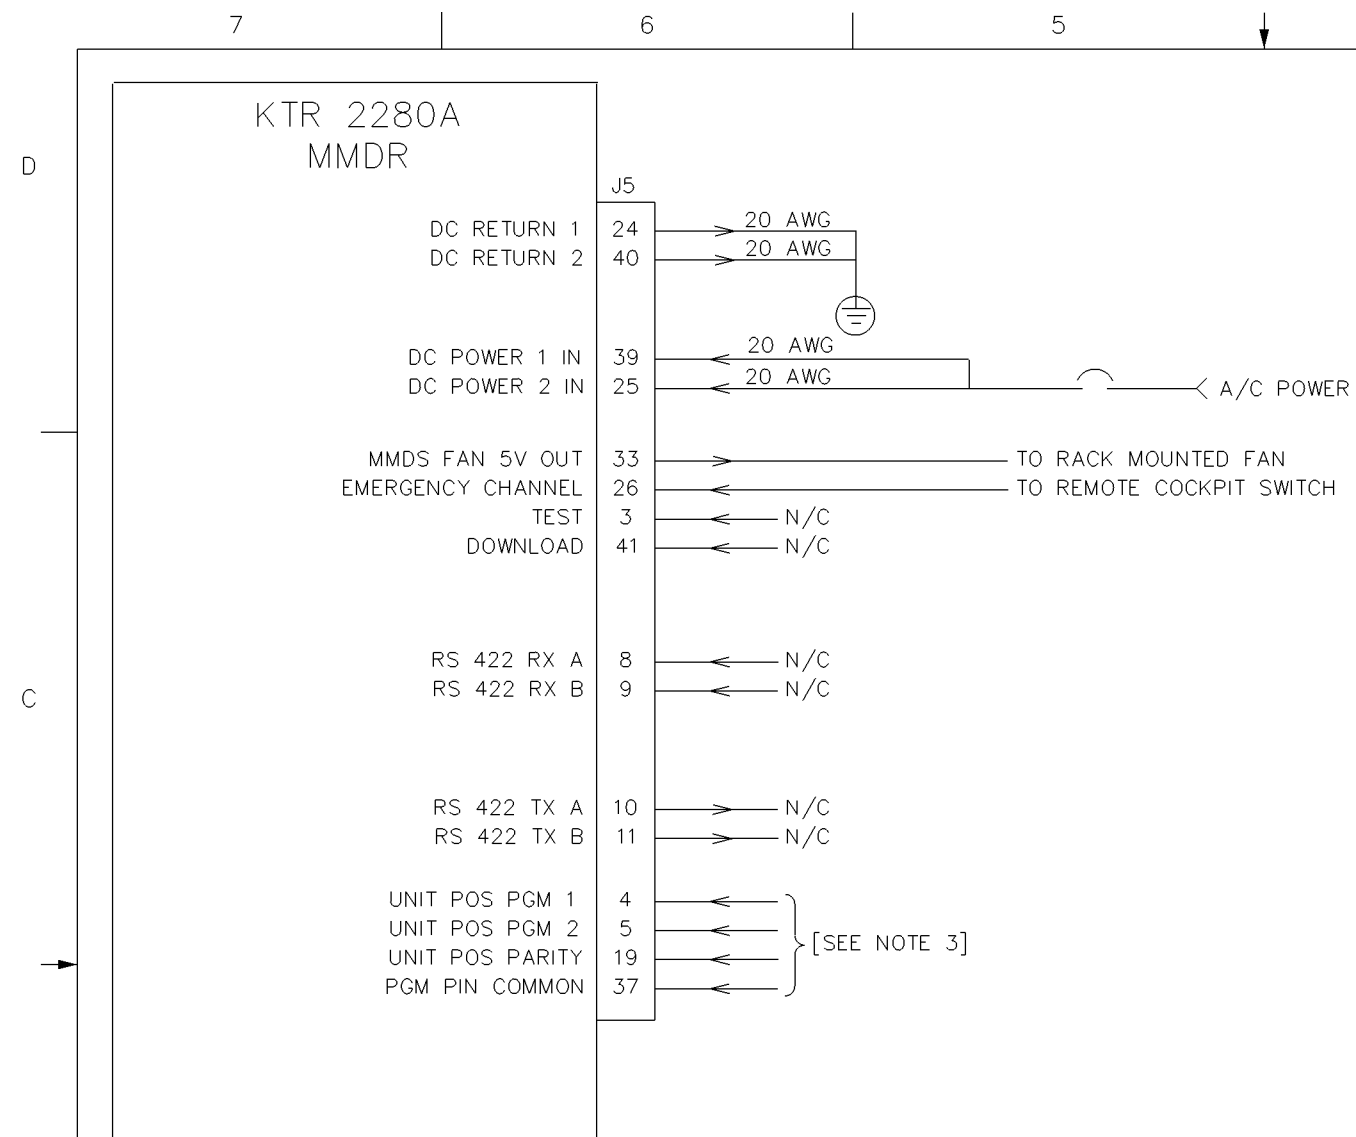 7 6 5
KTR 2280A
MMDR
D
J5
DC RETURN 1 24 20 AWG
DC RETURN 2 40 20 AWG
DC POWER 1 IN 39 20 AWG
DC POWER 2 IN 25 20 AWG A/C POWER
MMDS FAN 5V OUT 33 TO RACK MOUNTED FAN
EMERGENCY CHANNEL 26 TO REMOTE COCKPIT SWITCH
TEST 3 N/C
DOWNLOAD 41 N/C
RS 422 RX A 8 N/C
RS 422 RX B 9 N/C
C
RS 422 TX A 10 N/C
RS 422 TX B 11 N/C
UNIT POS PGM 1 4
UNIT POS PGM 2 5
[SEE NOTE 3]
UNIT POS PARITY 19
PGM PIN COMMON 37